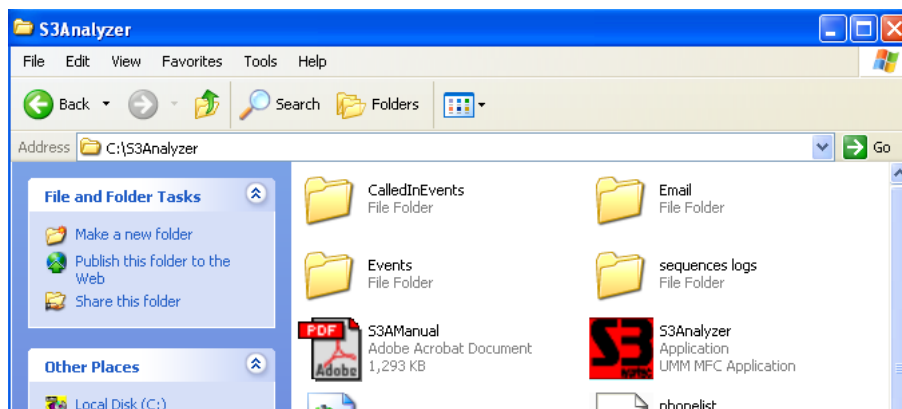 S3Analyzer
File Edit View Favorites Tools Help
Back Search Folders
Address C:\S3Analyzer Go
File and Folder Tasks
Make a new folder
Publish this folder to the
Web
Share this folder
Other Places
Local Disk (C:)
CalledInEvents
File Folder
Email
File Folder
Events
File Folder
sequences logs
File Folder
PDF
Adobe
S3AManual
Adobe Acrobat Document
1,293 KB
S3
S3Analyzer
Application
UMM MFC Application
phonelist